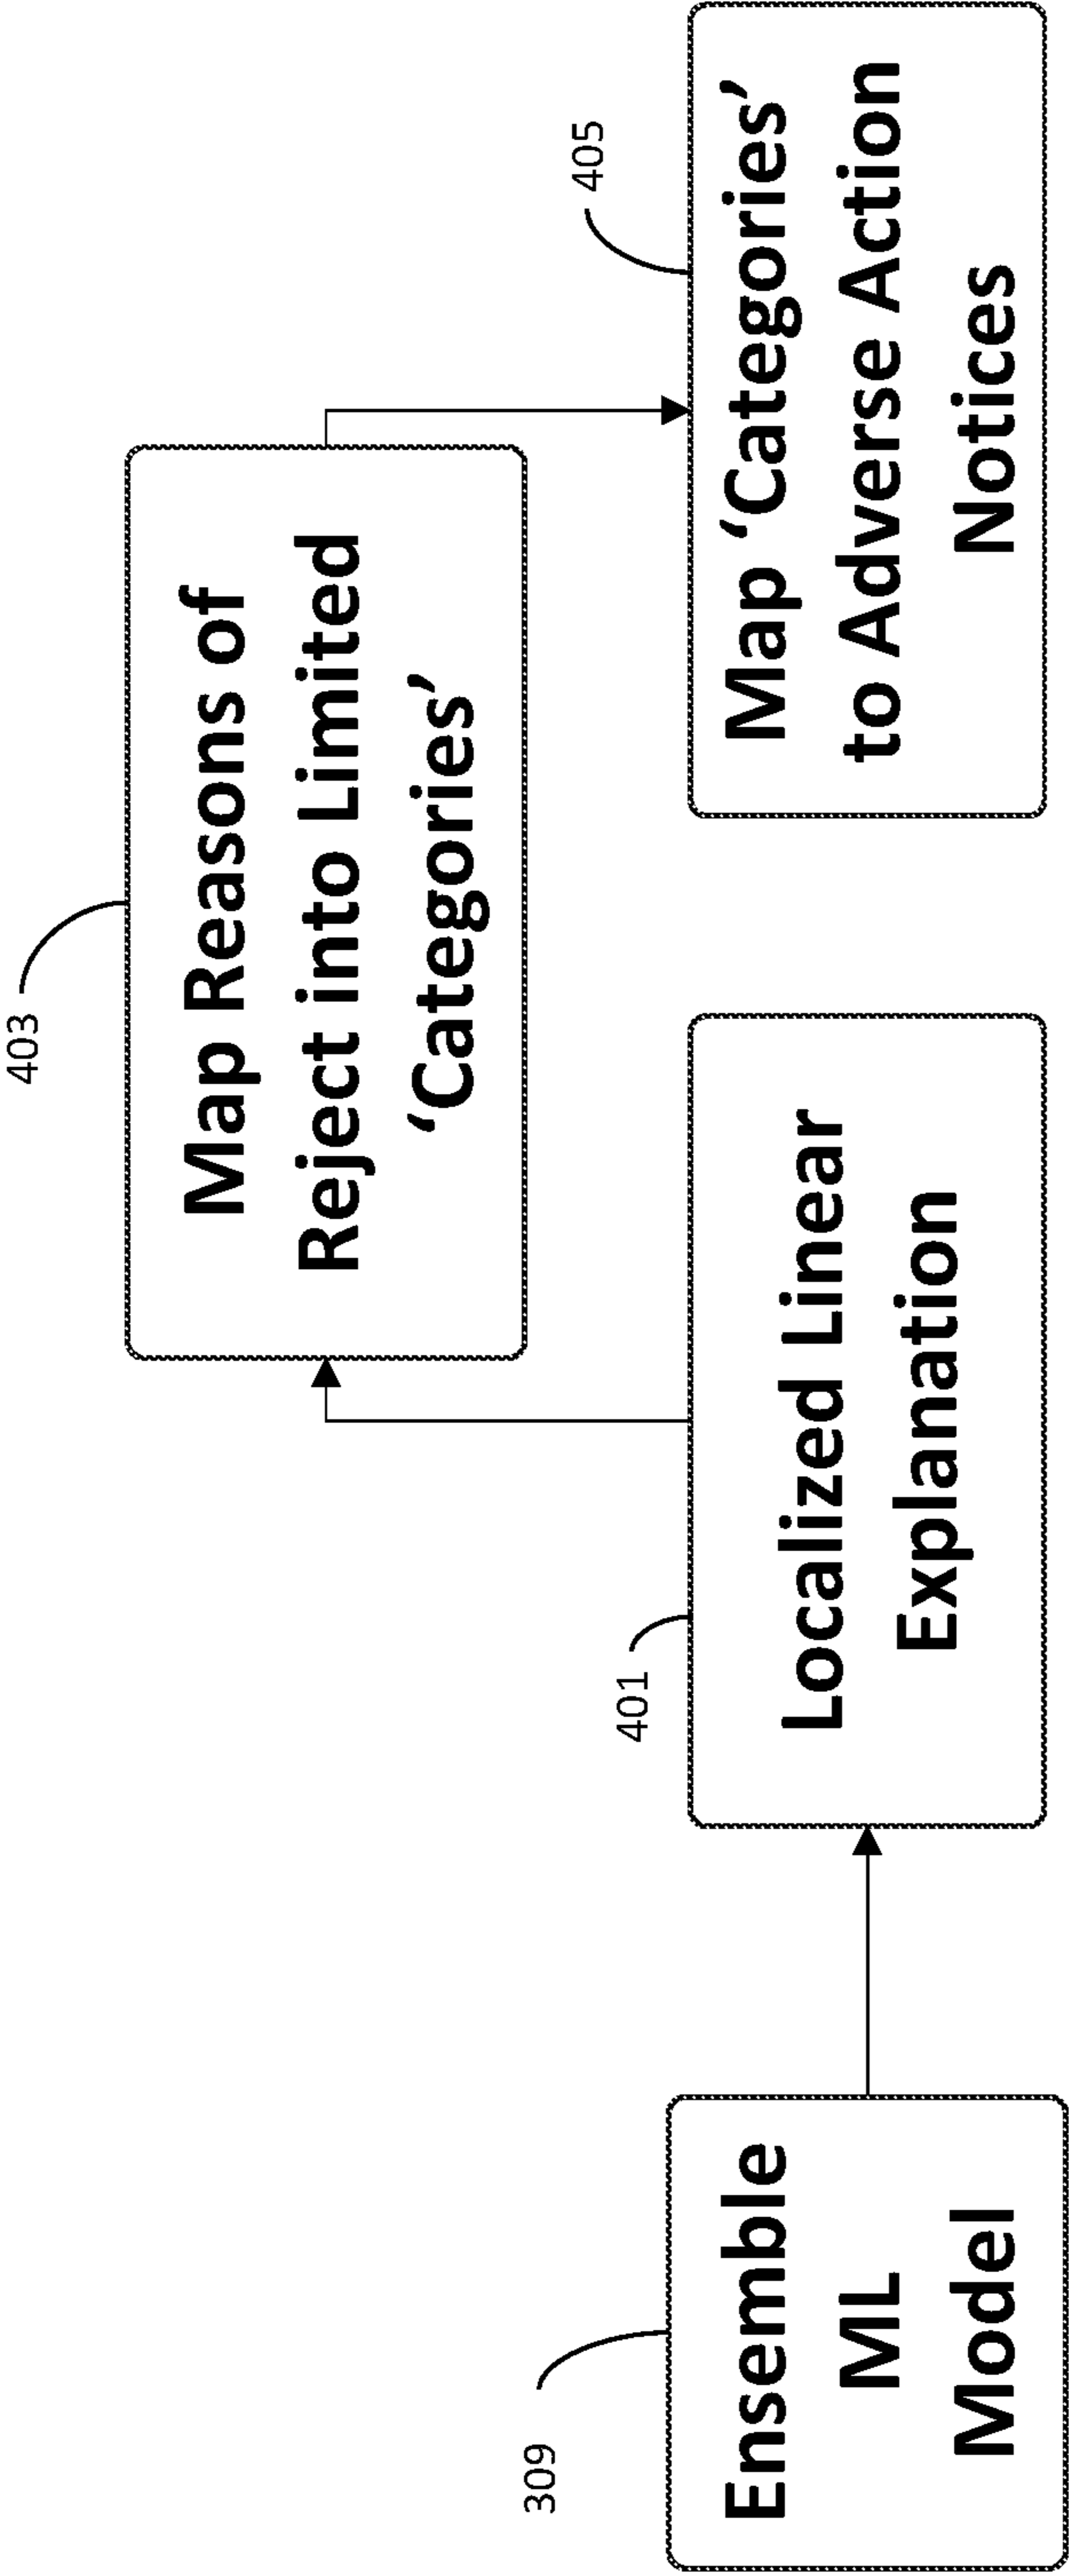 309
Ensemble
ML
Model
401
Localized Linear
Explanation
403
Map Reasons of
Reject into Limited
‘Categories’
405
Map ‘Categories’
to Adverse Action
Notices